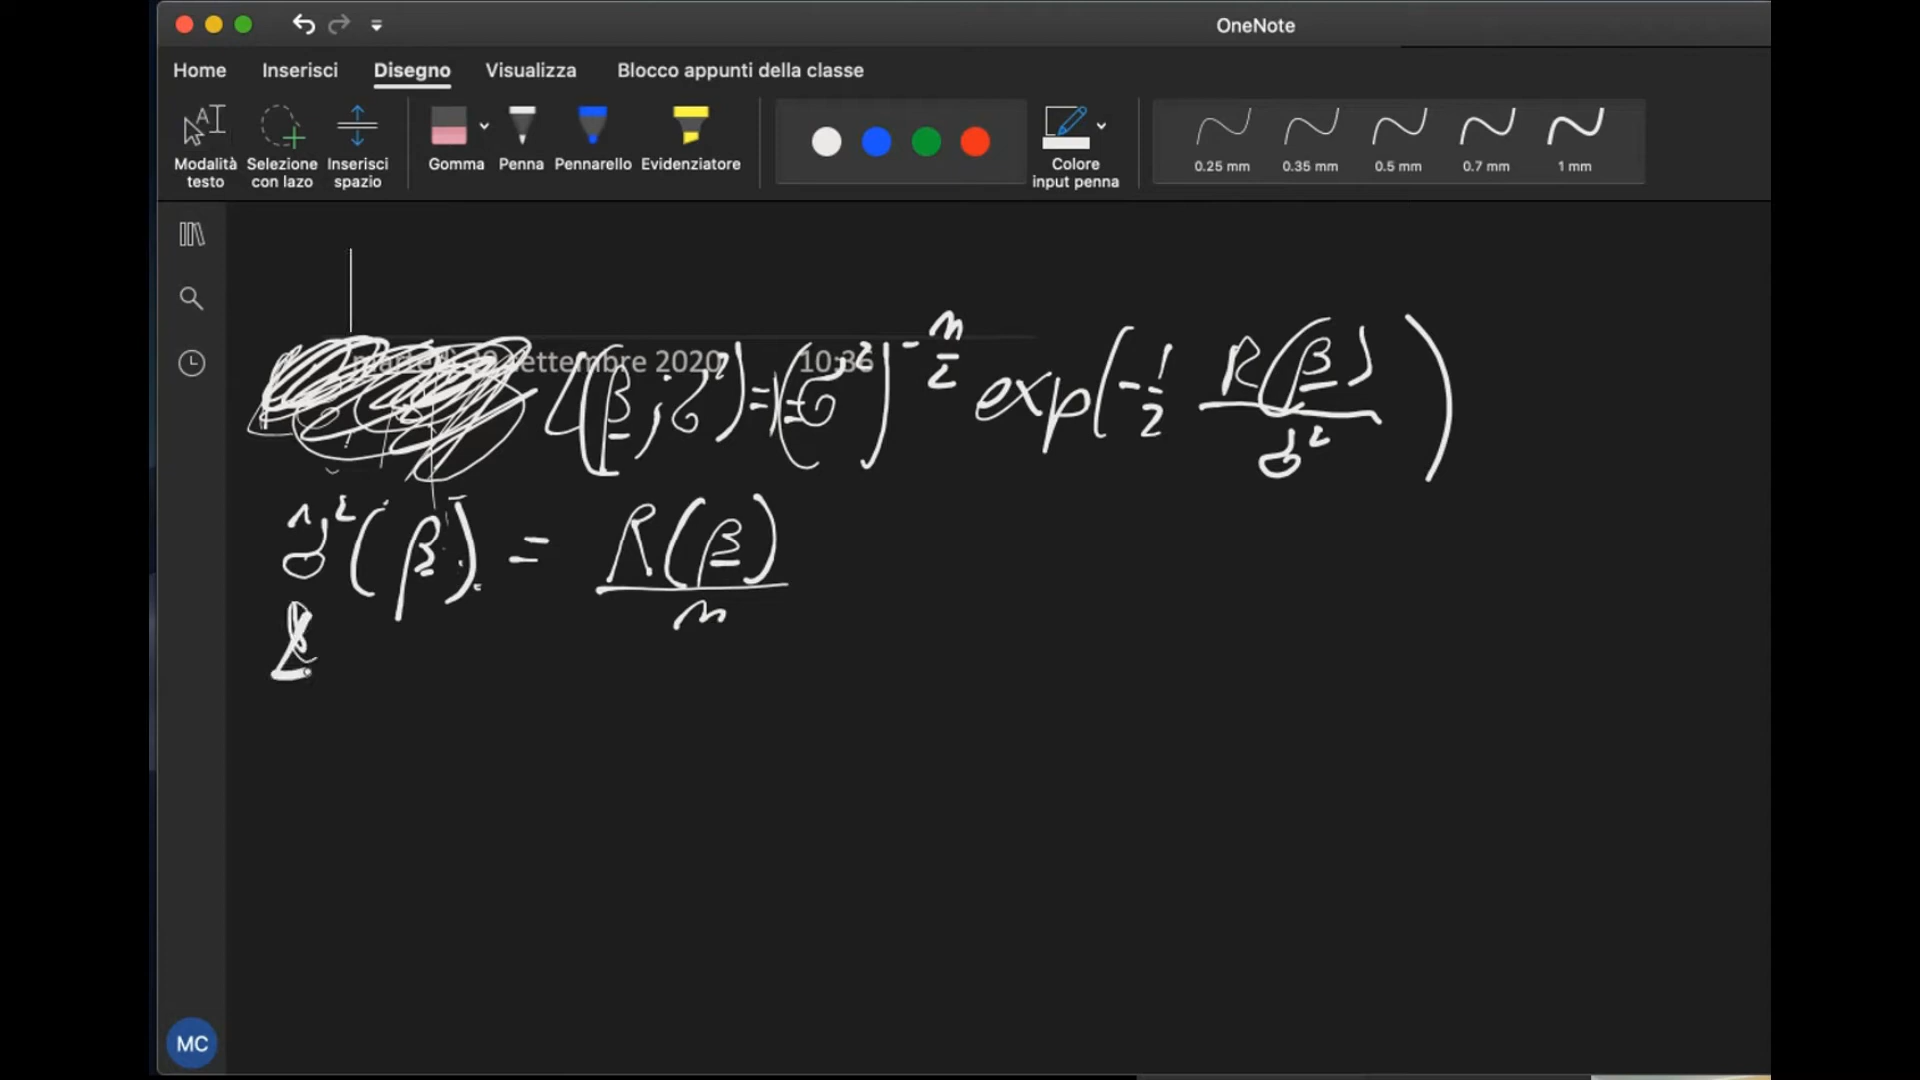 OneNote
Home Inserisci Disegno Visualizza Blocco appunti della classe
Modalità testo Selezione con lazo Inserisci spazio Gomma Penna Pennarello Evidenziatore Colore input penna 0.25 mm 0.35 mm 0.5 mm 0.7 mm 1 mm
settembre 2020 10:36
L(β; σ²) = (σ²)^{-n/2} exp(-1/2 R(β)/σ²)
σ̂²(β) = R(β)/n
MC